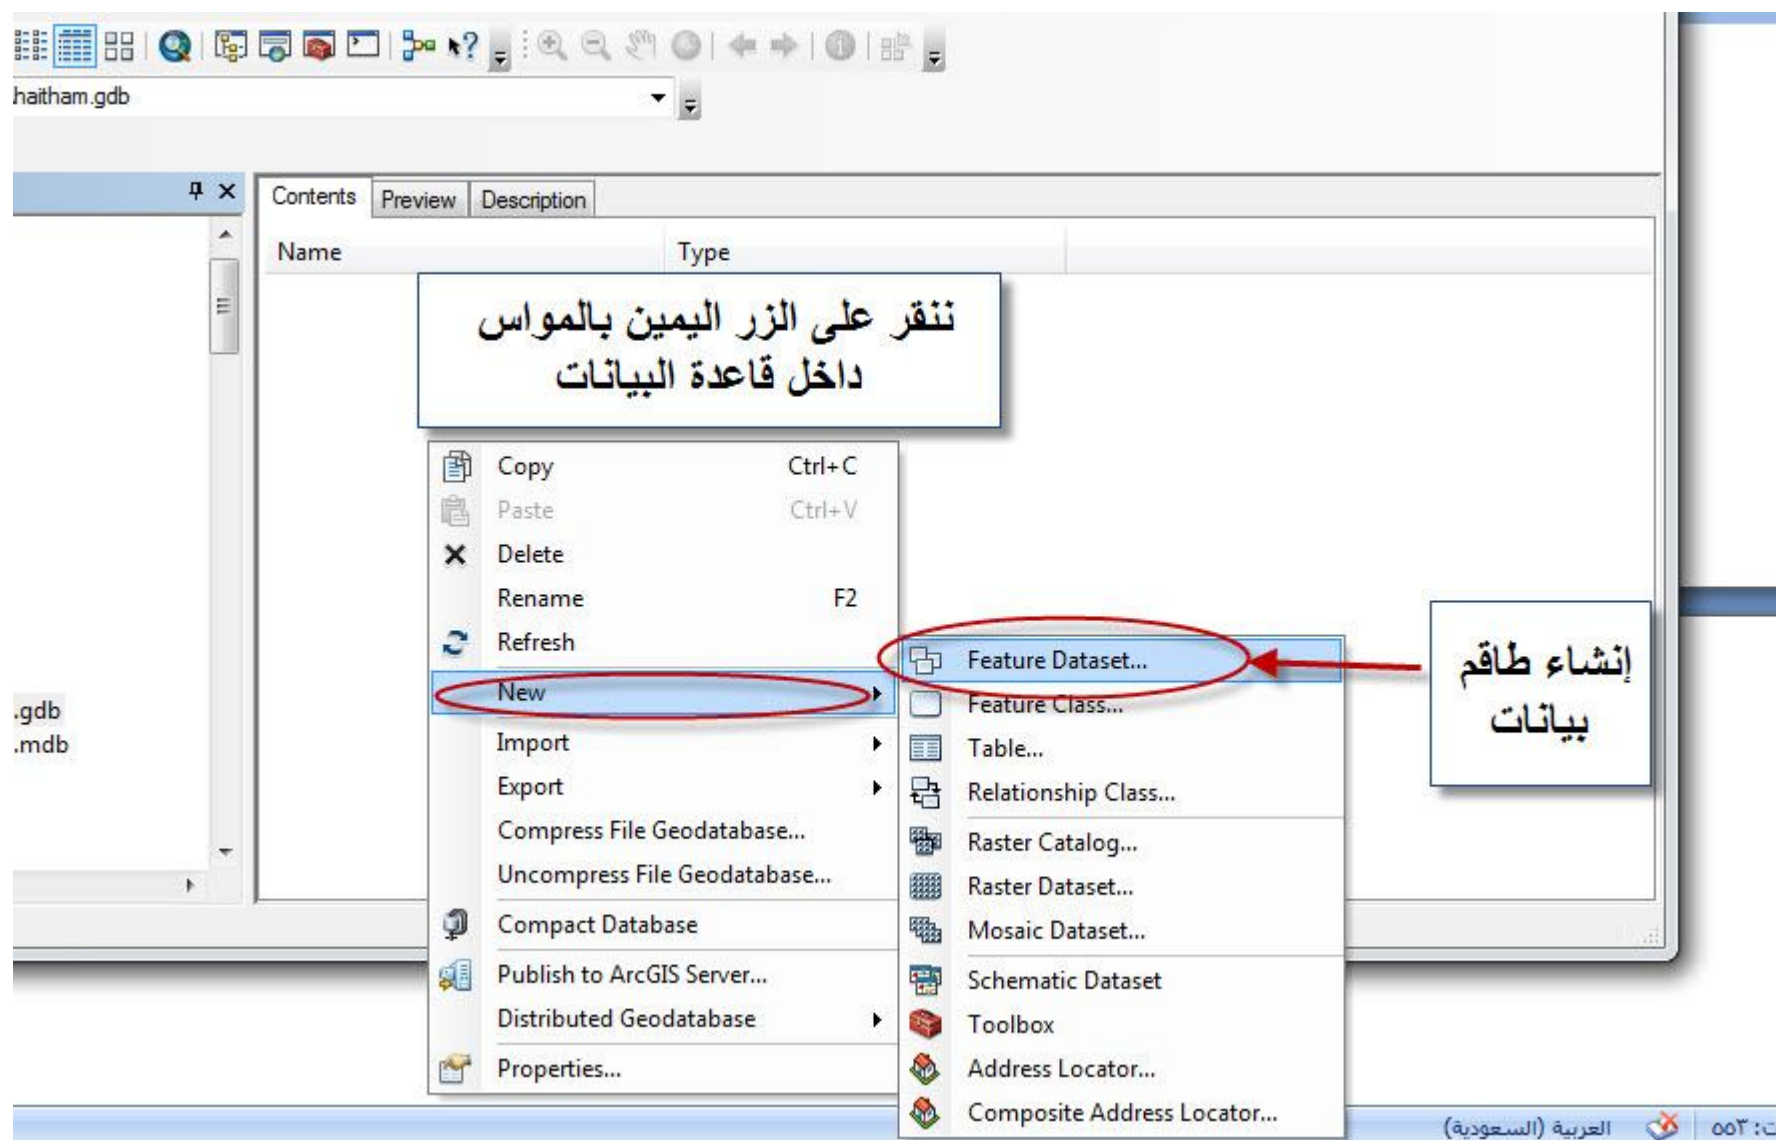 haitham.gdb
Contents
Preview
Description
Name
Type
ننقر على الزر اليمين بالمواس
داخل قاعدة البيانات
Copy Ctrl+C
Paste Ctrl+V
Delete
Rename F2
Refresh
New
Import
Export
Compress File Geodatabase...
Uncompress File Geodatabase...
Compact Database
Publish to ArcGIS Server...
Distributed Geodatabase
Properties...
Feature Dataset...
Feature Class...
Table...
Relationship Class...
Raster Catalog...
Raster Dataset...
Mosaic Dataset...
Schematic Dataset
Toolbox
Address Locator...
Composite Address Locator...
إنشاء طاقم
بيانات
.gdb
.mdb
العربية (السعودية)
ت: ٥٥٣